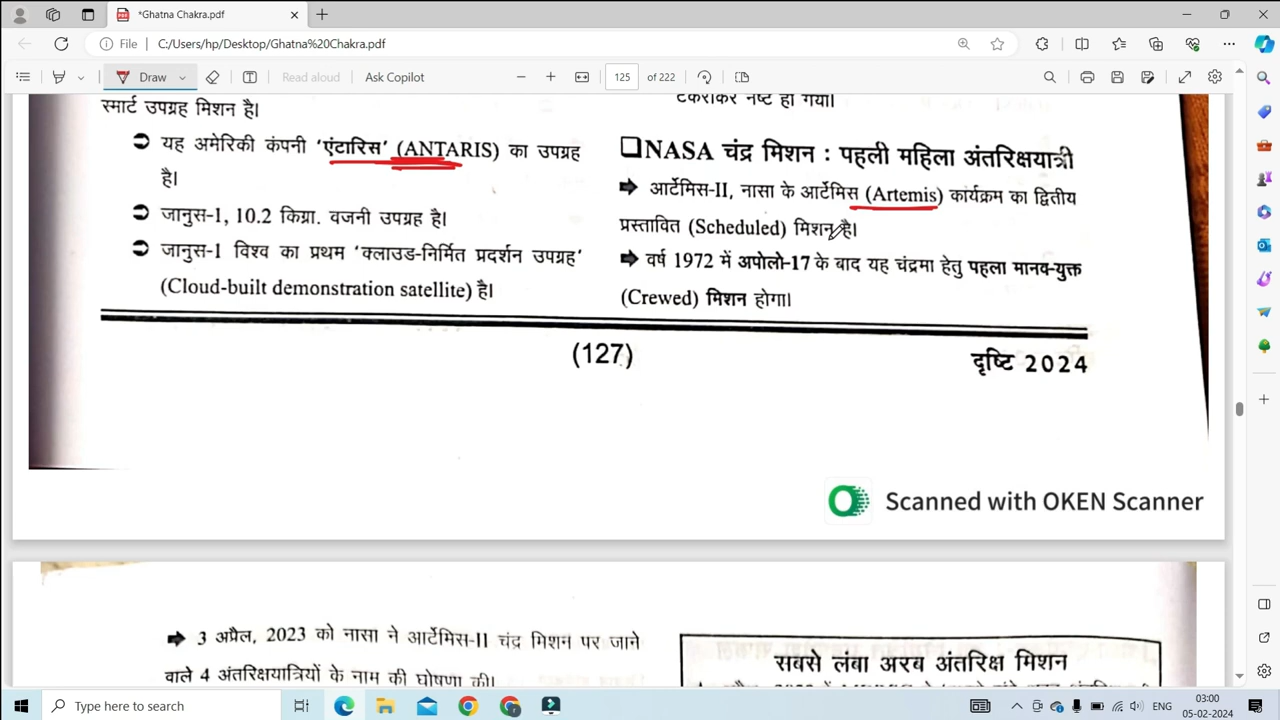 *Ghatna Chakra.pdf
File C:/Users/hp/Desktop/Ghatna%20Chakra.pdf
Draw Read aloud Ask Copilot 125 of 222
स्मार्ट उपग्रह मिशन है।
➲ यह अमेरिकी कंपनी 'एंटारिस' (ANTARIS) का उपग्रह
है।
➲ जानुस-1, 10.2 किग्रा. वजनी उपग्रह है।
➲ जानुस-1 विश्व का प्रथम 'क्लाउड-निर्मित प्रदर्शन उपग्रह'
(Cloud-built demonstration satellite) है।
टकराकर नष्ट हो गया।
❑NASA चंद्र मिशन : पहली महिला अंतरिक्षयात्री
➡ आर्टेमिस-II, नासा के आर्टेमिस (Artemis) कार्यक्रम का द्वितीय
प्रस्तावित (Scheduled) मिशन है।
➡ वर्ष 1972 में अपोलो-17 के बाद यह चंद्रमा हेतु पहला मानव-युक्त
(Crewed) मिशन होगा।
(127)
दृष्टि 2024
Scanned with OKEN Scanner
➡ 3 अप्रैल, 2023 को नासा ने आर्टेमिस-II चंद्र मिशन पर जाने
वाले 4 अंतरिक्षयात्रियों के नाम की घोषणा की।
सबसे लंबा अरब अंतरिक्ष मिशन
Type here to search
ENG
03:00
05-02-2024